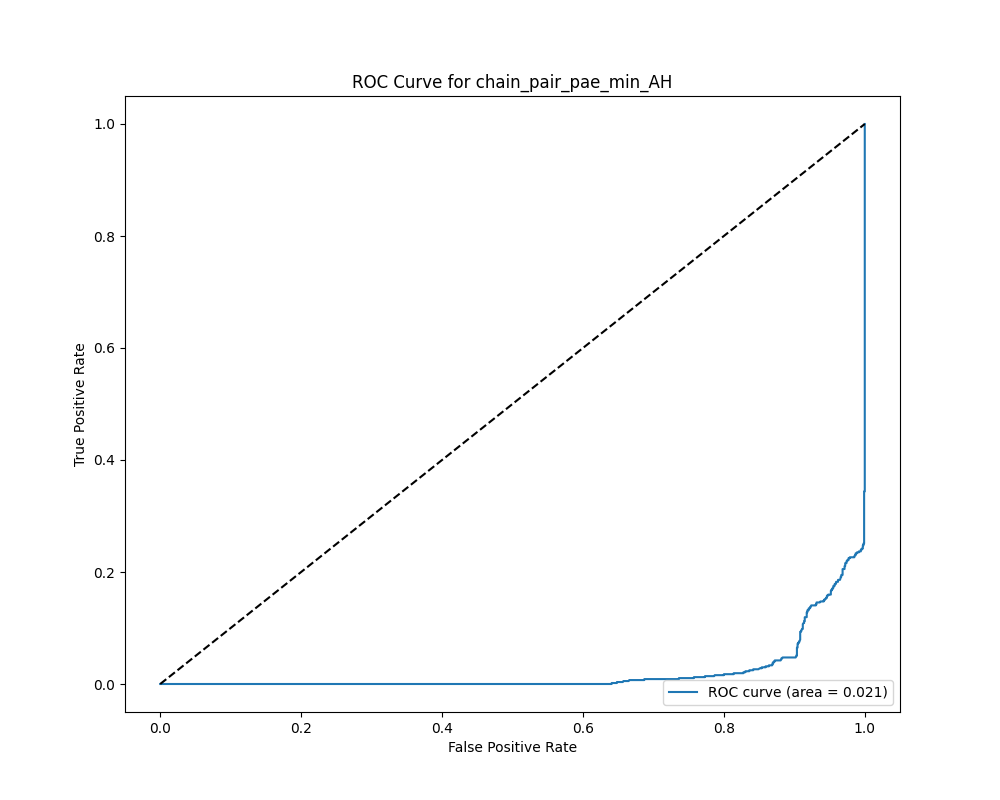 ROC Curve for chain_pair_pae_min_AH
True Positive Rate
1.0
0.8
0.6
0.4
0.2
0.0
ROC curve (area = 0.021)
0.0 0.2 0.4 0.6 0.8 1.0
False Positive Rate